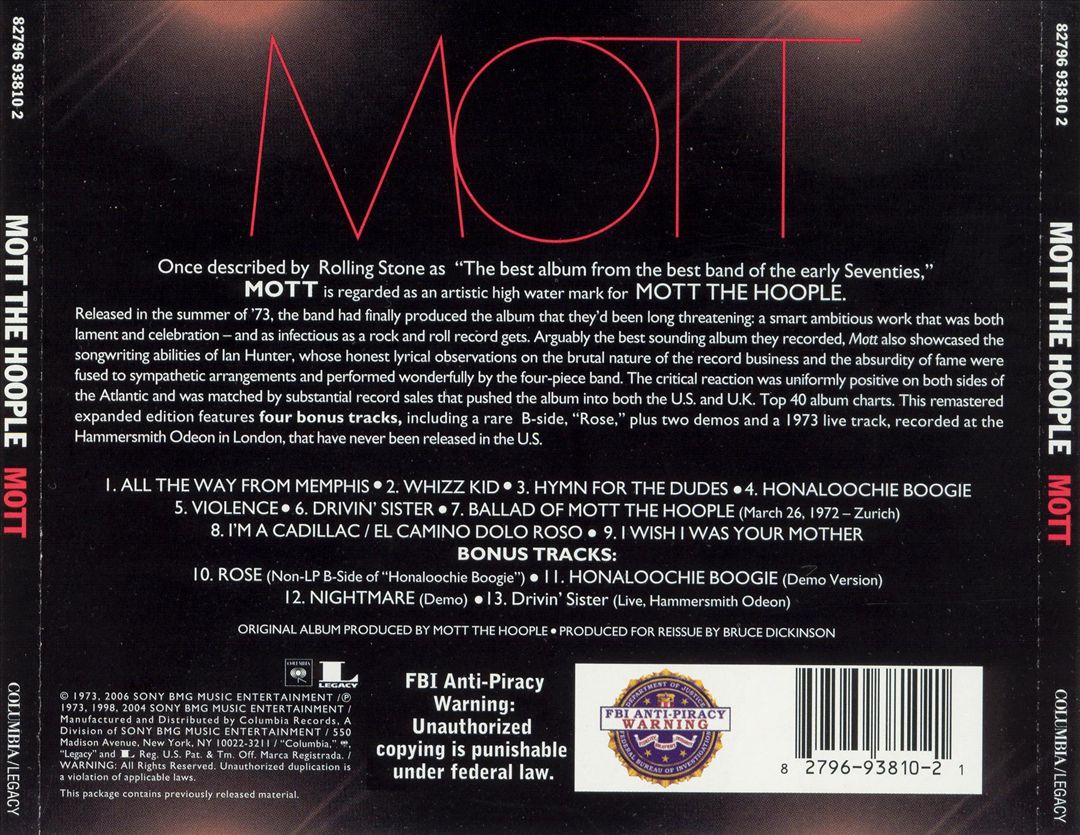 82796 93810 2
MOTT THE HOOPLE MOTT
COLUMBIA/LEGACY
MOTT
Once described by Rolling Stone as “The best album from the best band of the early Seventies,”
MOTT is regarded as an artistic high water mark for MOTT THE HOOPLE.
Released in the summer of ’73, the band had finally produced the album that they’d been long threatening: a smart ambitious work that was both
lament and celebration – and as infectious as a rock and roll record gets. Arguably the best sounding album they recorded, Mott also showcased the
songwriting abilities of Ian Hunter, whose honest lyrical observations on the brutal nature of the record business and the absurdity of fame were
fused to sympathetic arrangements and performed wonderfully by the four-piece band. The critical reaction was uniformly positive on both sides of
the Atlantic and was matched by substantial record sales that pushed the album into both the U.S. and U.K. Top 40 album charts. This remastered
expanded edition features four bonus tracks, including a rare B-side, “Rose,” plus two demos and a 1973 live track, recorded at the
Hammersmith Odeon in London, that have never been released in the U.S.
1. ALL THE WAY FROM MEMPHIS • 2. WHIZZ KID • 3. HYMN FOR THE DUDES • 4. HONALOOCHIE BOOGIE
5. VIOLENCE • 6. DRIVIN’ SISTER • 7. BALLAD OF MOTT THE HOOPLE (March 26, 1972 – Zurich)
8. I’M A CADILLAC / EL CAMINO DOLO ROSO • 9. I WISH I WAS YOUR MOTHER
BONUS TRACKS:
10. ROSE (Non-LP B-Side of “Honaloochie Boogie”) • 11. HONALOOCHIE BOOGIE (Demo Version)
12. NIGHTMARE (Demo) • 13. Drivin’ Sister (Live, Hammersmith Odeon)
ORIGINAL ALBUM PRODUCED BY MOTT THE HOOPLE • PRODUCED FOR REISSUE BY BRUCE DICKINSON
COLUMBIA
LEGACY
© 1973, 2006 SONY BMG MUSIC ENTERTAINMENT / ℗
1973, 1998, 2004 SONY BMG MUSIC ENTERTAINMENT /
Manufactured and Distributed by Columbia Records, A
Division of SONY BMG MUSIC ENTERTAINMENT / 550
Madison Avenue, New York, NY 10022-3211 / “Columbia,” ,
“Legacy” and L Reg. U.S. Pat. & Tm. Off. Marca Registrada. /
WARNING: All Rights Reserved. Unauthorized duplication is
a violation of applicable laws.
This package contains previously released material.
FBI Anti-Piracy
Warning:
Unauthorized
copying is punishable
under federal law.
DEPARTMENT OF JUSTICE
FBI ANTI-PIRACY
WARNING
FIDELITY BRAVERY INTEGRITY
FEDERAL BUREAU OF INVESTIGATION
8 2796-93810-2 1
82796 93810 2
MOTT THE HOOPLE MOTT
COLUMBIA/LEGACY